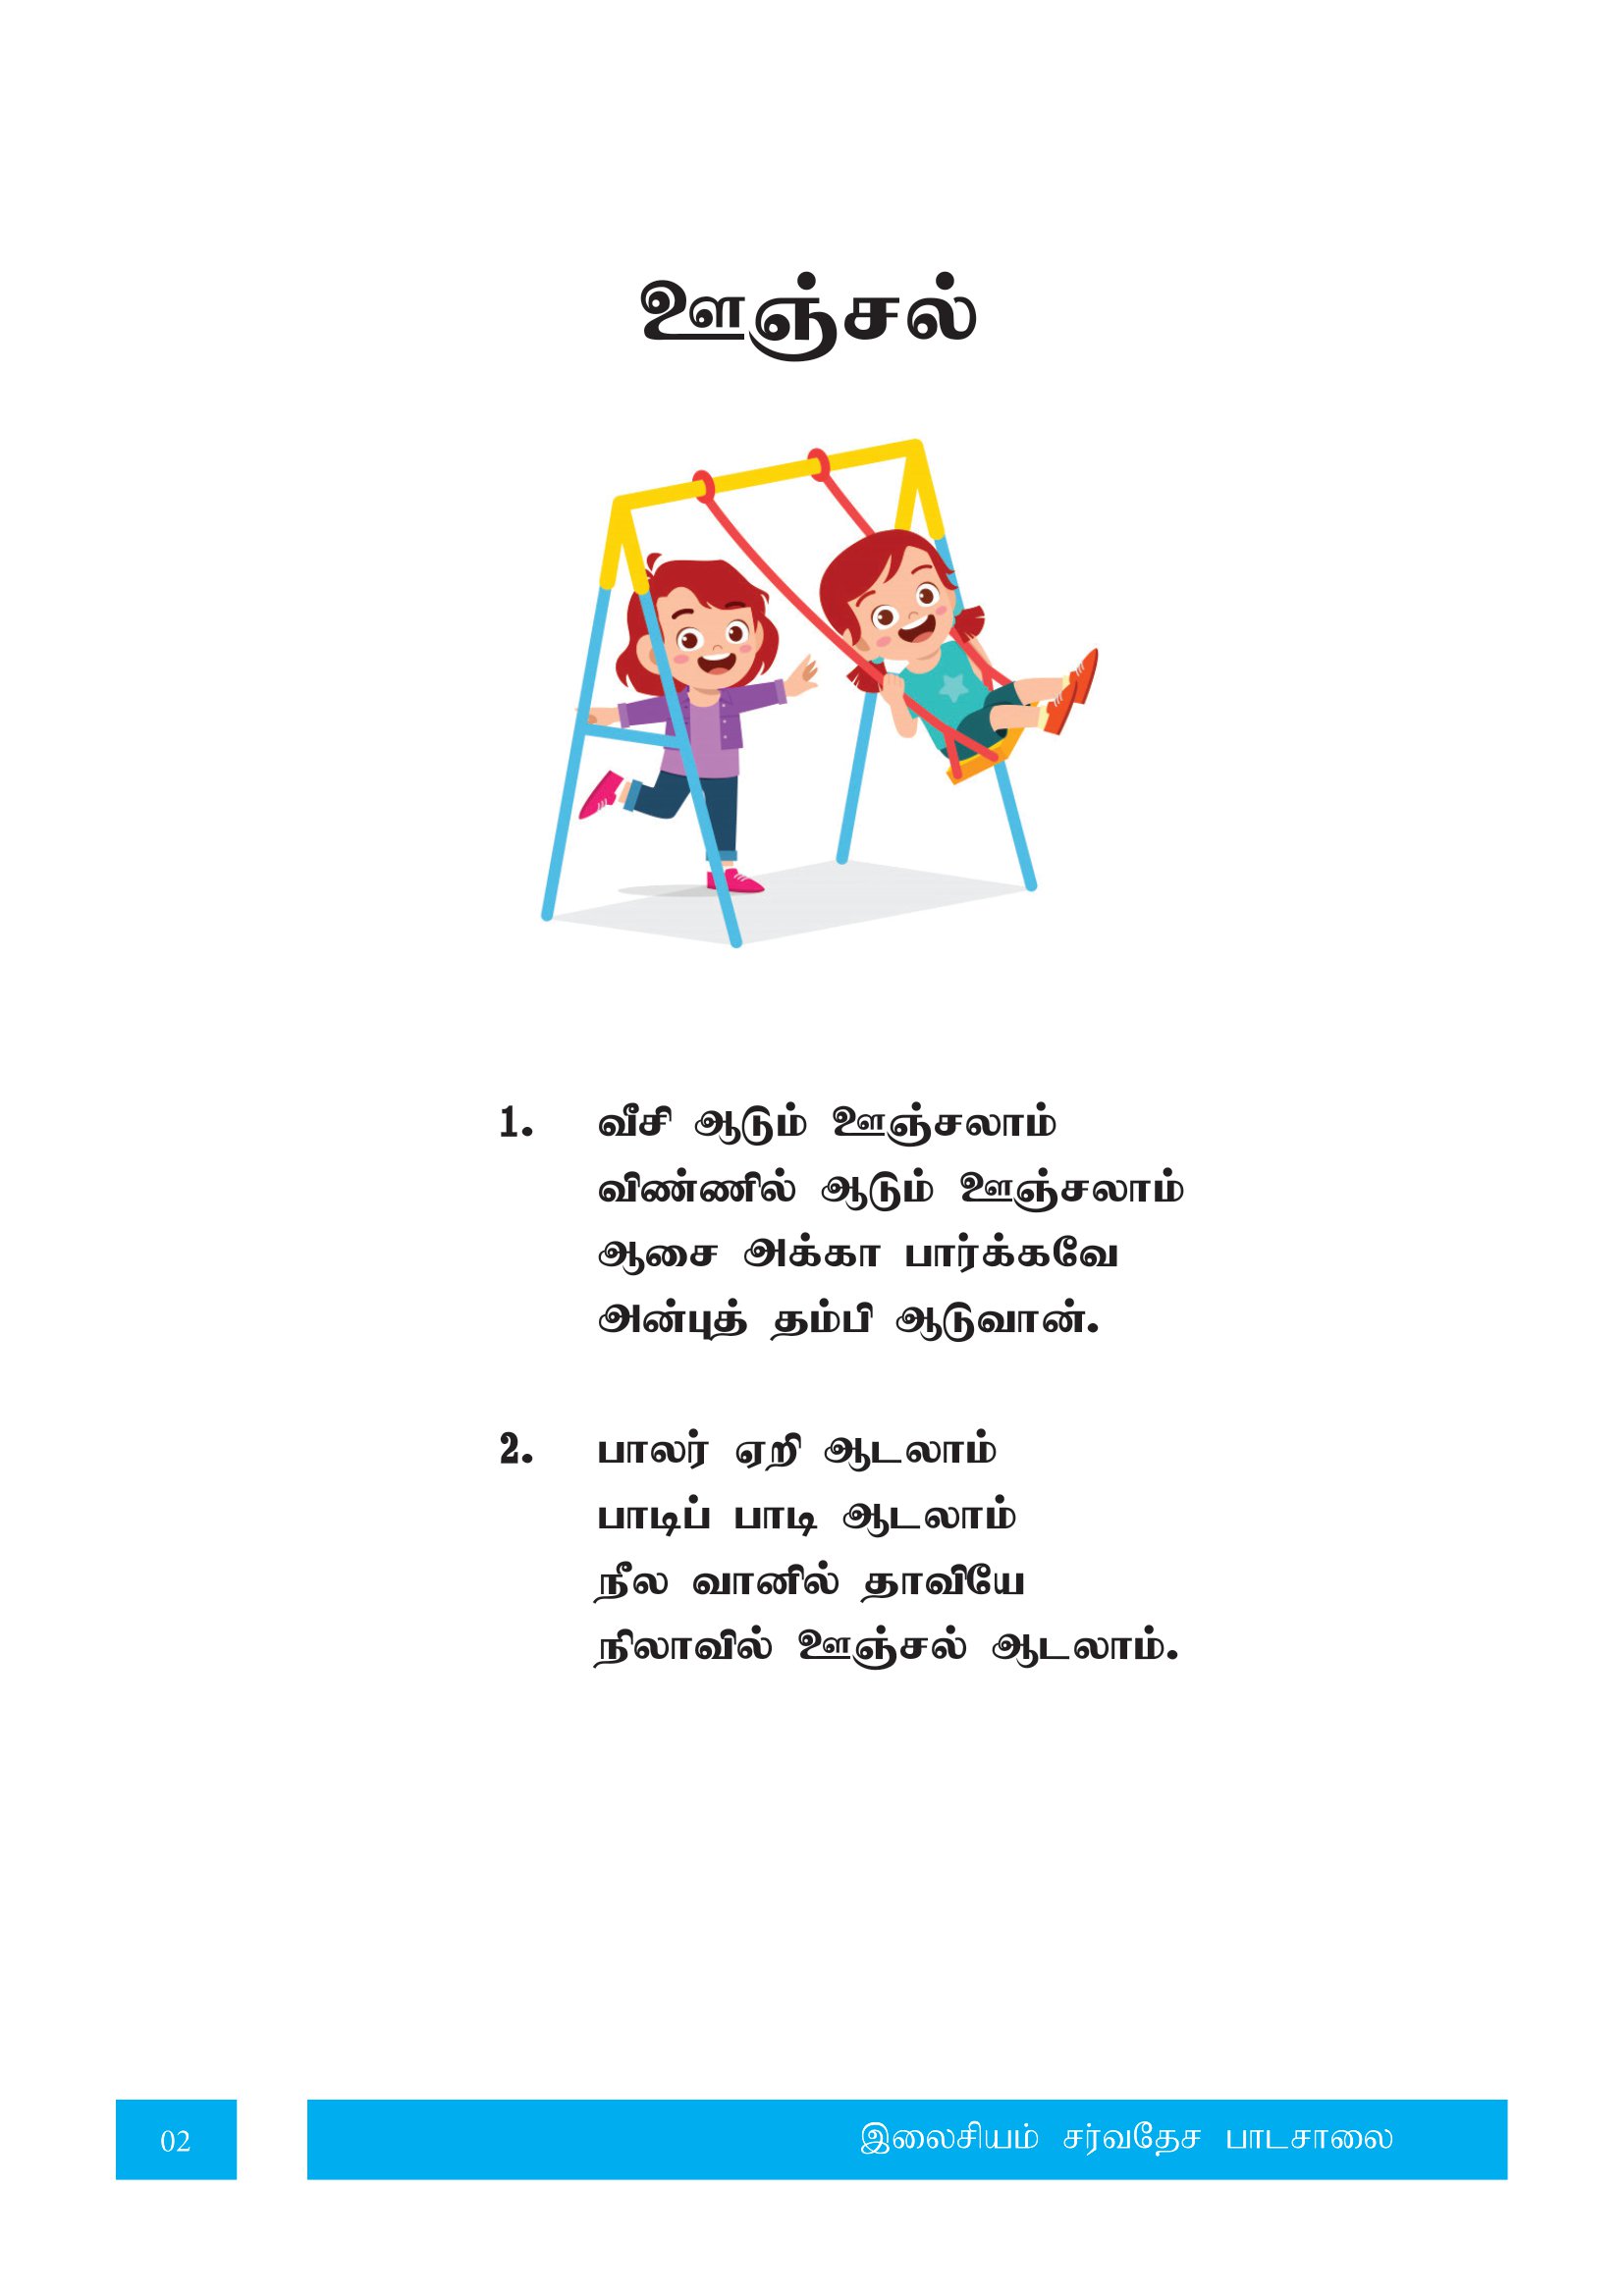 ஊஞ்சல்
1. வீசி ஆடும் ஊஞ்சலாம்
விண்ணில் ஆடும் ஊஞ்சலாம்
ஆசை அக்கா பார்க்கவே
அன்புத் தம்பி ஆடுவான்.
2. பாலர் ஏறி ஆடலாம்
பாடிப் பாடி ஆடலாம்
நீல வானில் தாவியே
நிலாவில் ஊஞ்சல் ஆடலாம்.
02 இலைசியம் சர்வதேச பாடசாலை